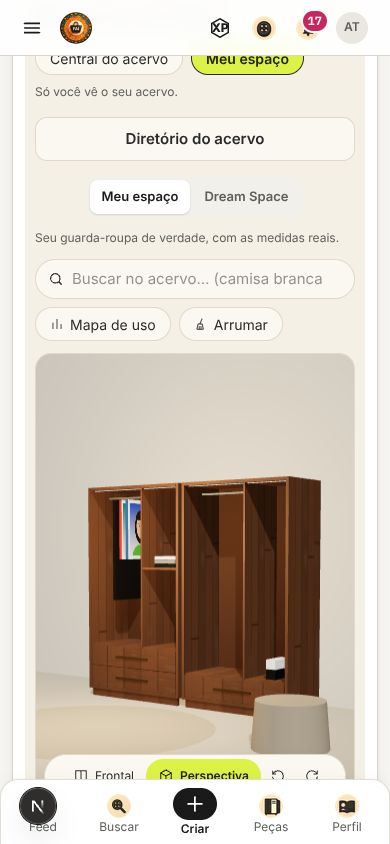 XP
17
AT
Central do acervo
Meu espaço
Só você vê o seu acervo.
Diretório do acervo
Meu espaço
Dream Space
Seu guarda-roupa de verdade, com as medidas reais.
Buscar no acervo... (camisa branca
Mapa de uso
Arrumar
Frontal
Perspectiva
N
Feed
Buscar
Criar
Peças
Perfil